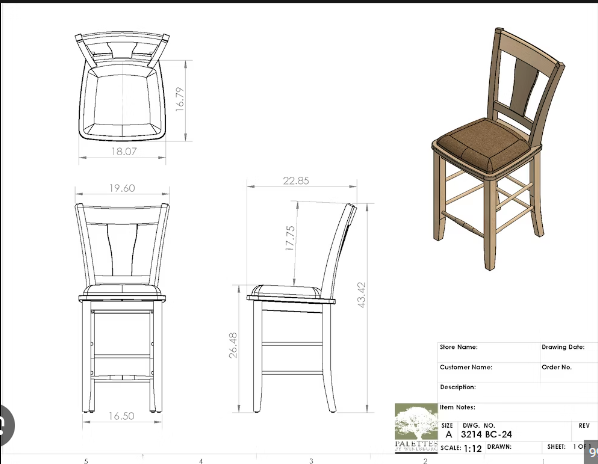 16.79
18.07
19.60
22.85
17.75
43.42
26.48
16.50
Store Name:
Drawing Date:
Customer Name:
Order No.
Description:
Item Notes:
SIZE
DWG. NO.
REV
A
3214 BC-24
PALETTES
SCALE: 1:12
DRAWN:
SHEET:
1 OF
5
4
3
2
1